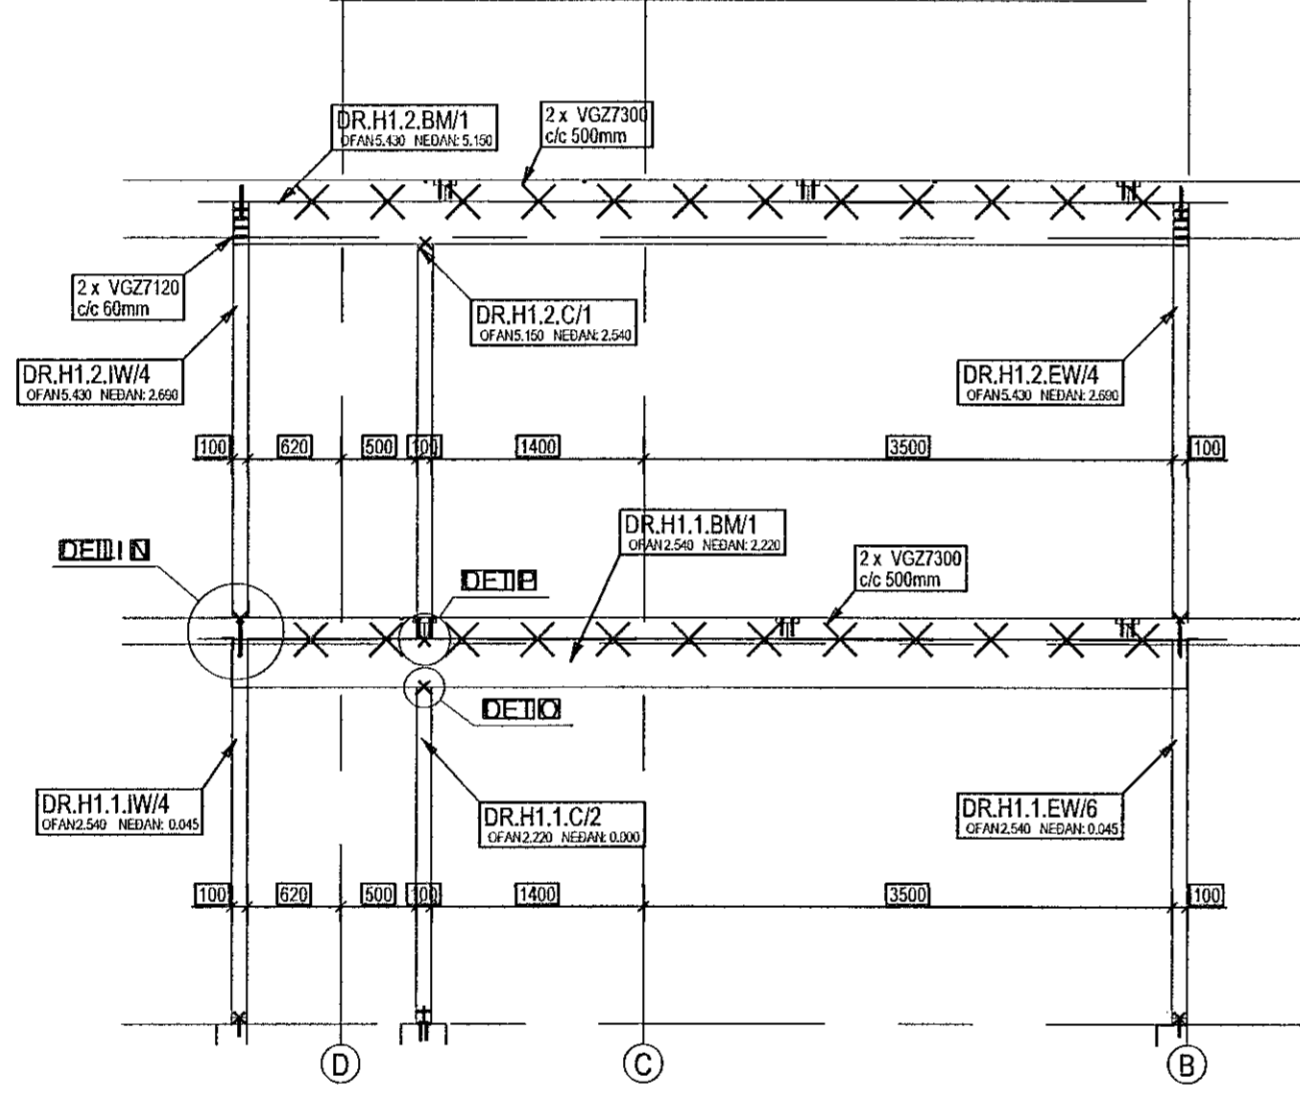 DR.H1.2.BM/1
OFAN5.430 NEÐAN: 5.150
2 x VGZ7300
c/c 500mm
2 x VGZ7120
c/c 60mm
DR.H1.2.C/1
OFAN5.150 NEÐAN: 2.540
DR.H1.2.IW/4
OFAN5.430 NEÐAN: 2.690
DR.H1.2.EW/4
OFAN5.430 NEÐAN: 2.690
100 620 500 100 1400 3500 100
DR.H1.1.BM/1
OFAN2.540 NEÐAN: 2.220
2 x VGZ7300
c/c 500mm
N
DET P
DET O
DR.H1.1.IW/4
OFAN2.540 NEÐAN: 0.045
DR.H1.1.C/2
OFAN2.220 NEÐAN: 0.000
DR.H1.1.EW/6
OFAN2.540 NEÐAN: 0.045
100 620 500 100 1400 3500 100
D C B